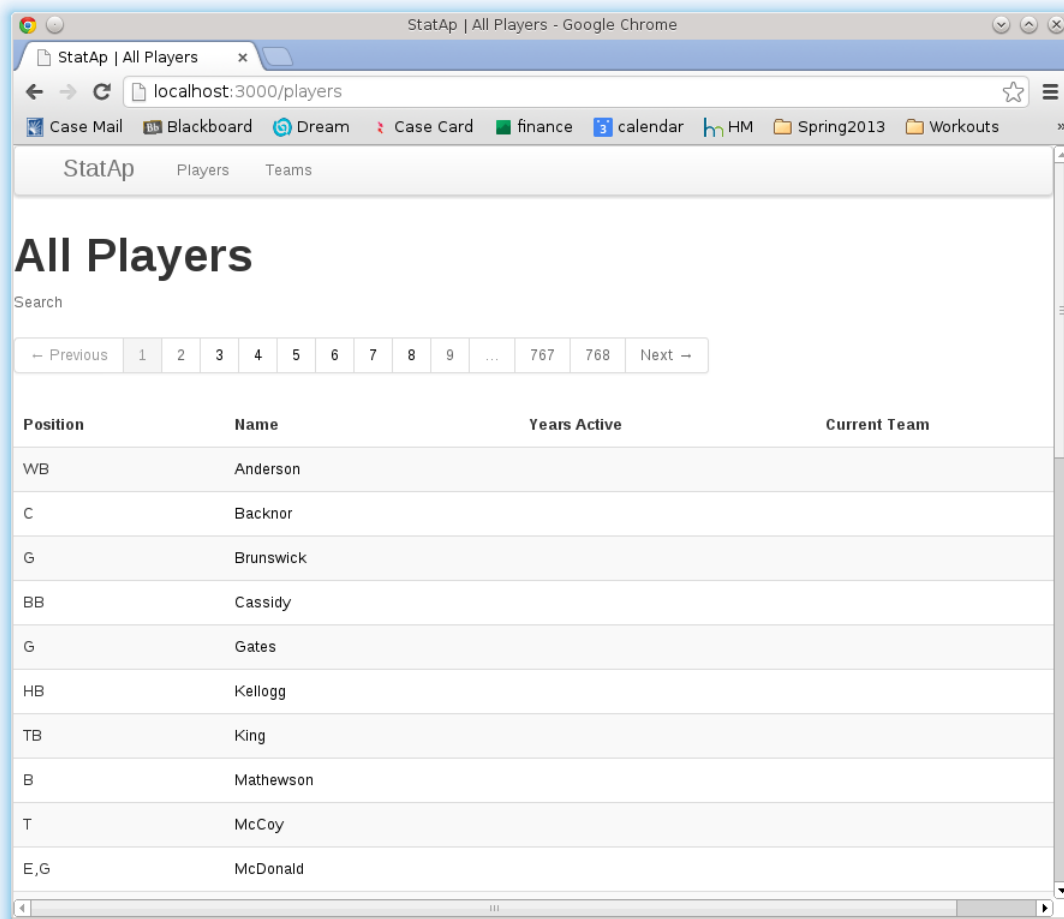 StatAp | All Players - Google Chrome
StatAp | All Players ×
localhost:3000/players
Case Mail Bb Blackboard Dream Case Card finance 3 calendar HM Spring2013 Workouts »
StatAp Players Teams
All Players
Search
← Previous 1 2 3 4 5 6 7 8 9 … 767 768 Next →
Position Name Years Active Current Team
WB Anderson
C Backnor
G Brunswick
BB Cassidy
G Gates
HB Kellogg
TB King
B Mathewson
T McCoy
E,G McDonald